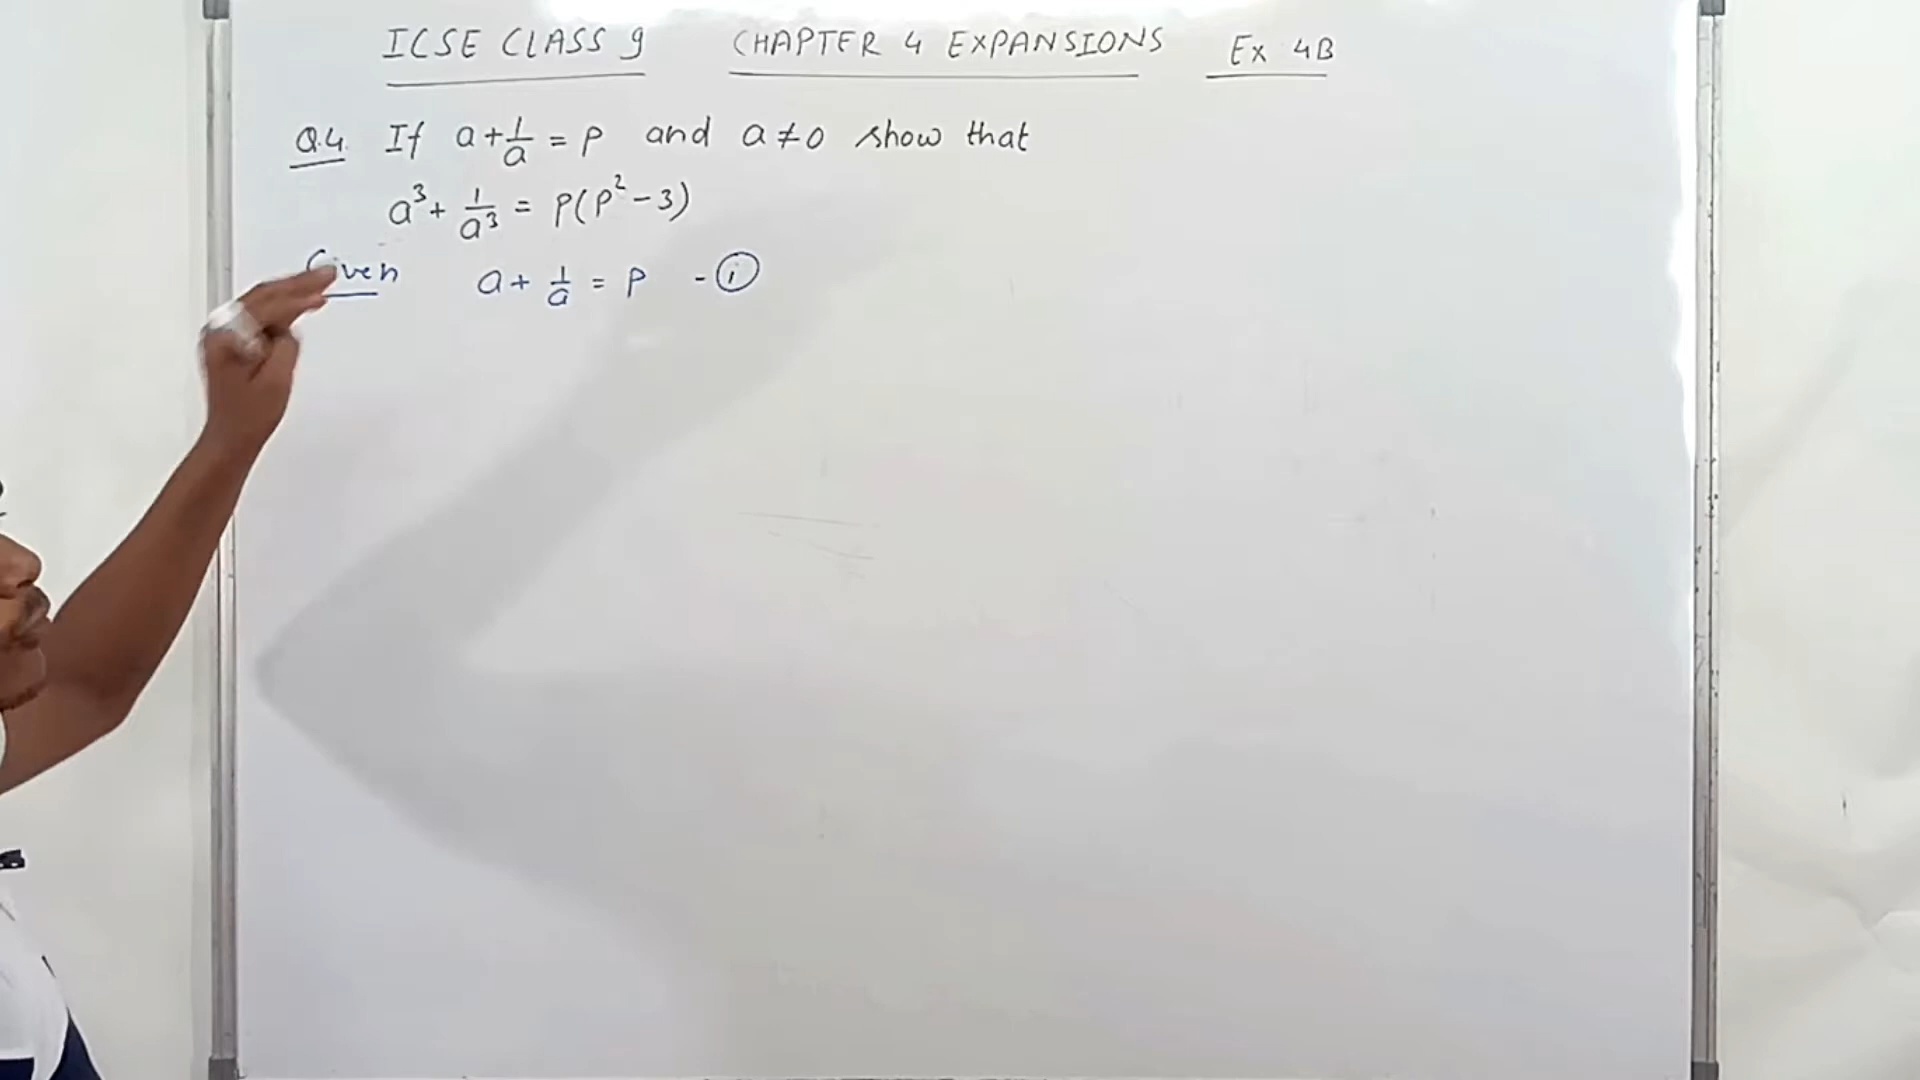 ICSE CLASS 9 CHAPTER 4 EXPANSIONS Ex 4B
Q.4. If a + 1/a = p and a ≠ 0 show that
a³ + 1/a³ = p(p² - 3)
Given a + 1/a = p - (i)